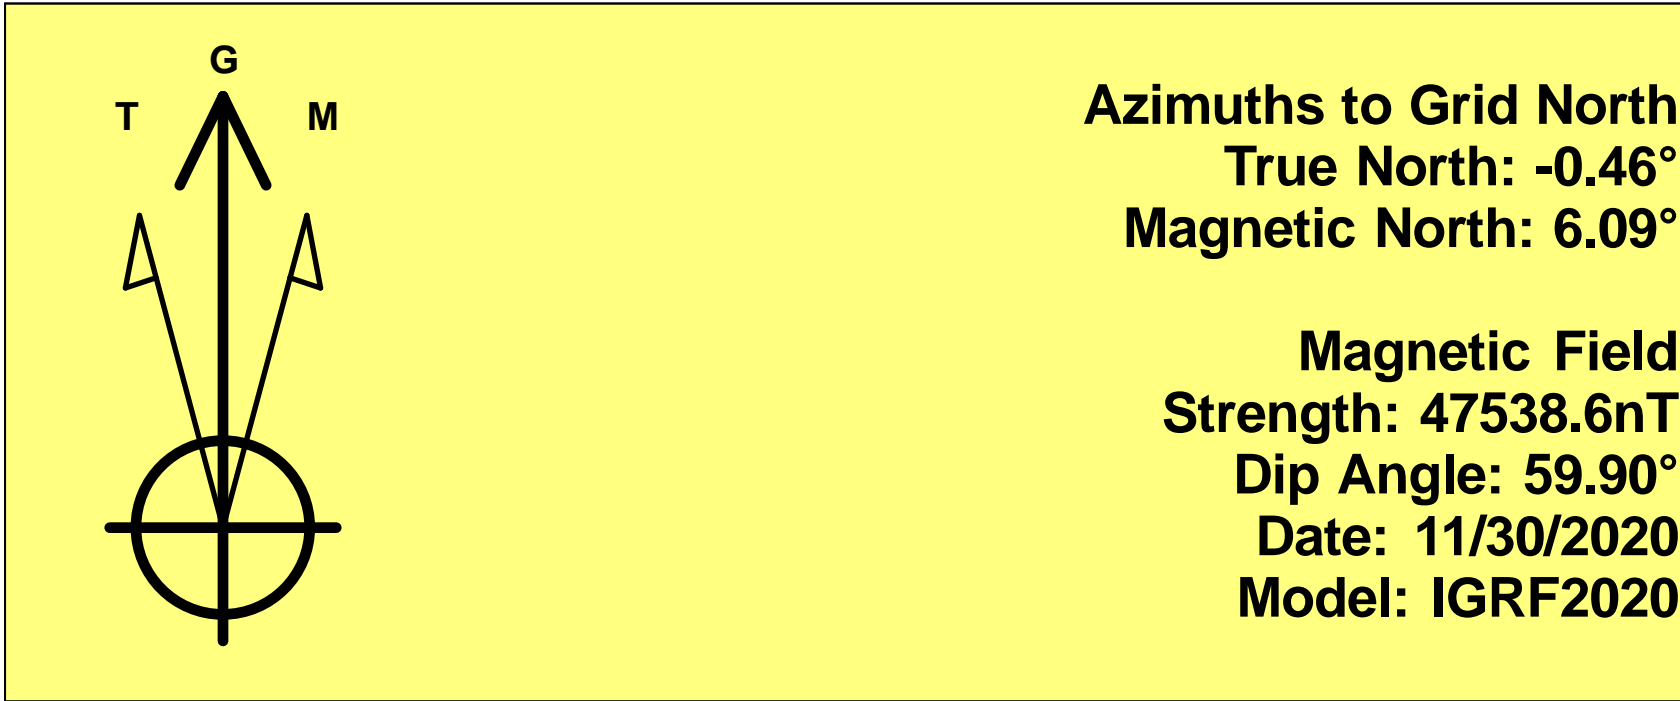 G
T M
Azimuths to Grid North
True North: -0.46°
Magnetic North: 6.09°
Magnetic Field
Strength: 47538.6nT
Dip Angle: 59.90°
Date: 11/30/2020
Model: IGRF2020